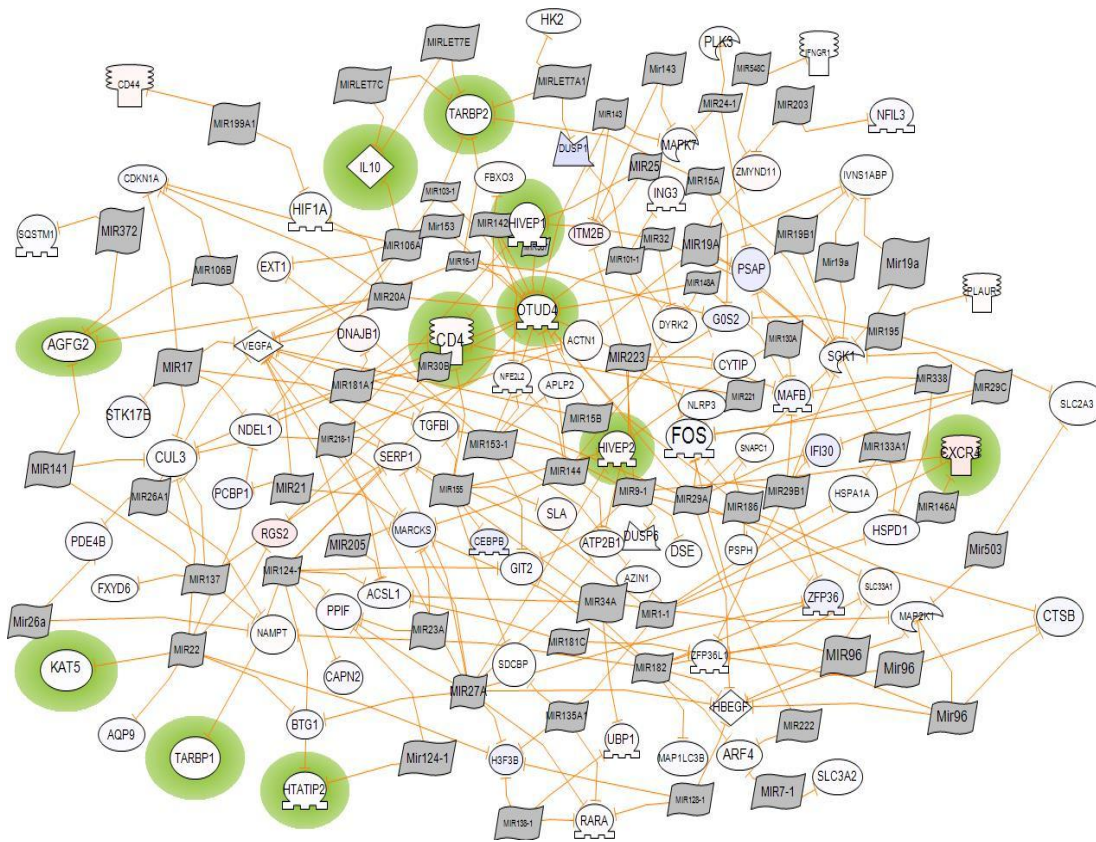 HK2
MIRLET7E
PLK3
IFNGR1
CD44
MIRLET7C
MIRLET7A1
Mir143
MIR548C
MIR199A1
TARBP2
MIR143
MIR24-1
MIR203
NFIL3
IL10
DUSP1
MAPK7
CDKN1A
MIR103-1
FBXO3
MIR25
MIR15A
ZMYND11
IVNS1ABP
SQSTM1
MIR372
HIF1A
MIR106A
Mir153
MIR142
HIVEP1
ING3
ITM2B
MIR32
MIR19A
MIR19B1
Mir19a
Mir19a
MIR106B
EXT1
MIR16-1
MIR101-1
MIR148A
PSAP
PLAUR
MIR20A
OTUD4
AGFG2
VEGFA
DNAJB1
CD4
ACTN1
DYRK2
G0S2
MIR130A
MIR195
MIR17
MIR181A1
MIR30B
NFE2L2
APLP2
MIR223
CYTIP
SGK1
MIR221
MAFB
MIR338
MIR29C
STK17B
NDEL1
MIR218-1
TGFBI
MIR15B
NLRP3
SLC2A3
MIR141
CUL3
SERP1
MIR153-1
HIVEP2
FOS
SNAPC1
IFI30
MIR133A1
CXCR4
MIR26A1
PCBP1
MIR21
MIR155
MIR144
MIR9-1
MIR29A
MIR186
MIR29B1
HSPA1A
MIR146A
PDE4B
RGS2
MIR205
MARCKS
CEBPB
SLA
ATP2B1
DUSP6
DSE
PSPH
HSPD1
Mir503
FXYD6
MIR137
MIR124-1
ACSL1
GIT2
AZIN1
SLC33A1
Mir26a
NAMPT
PPIF
MIR23A
MIR34A
MIR1-1
ZFP36
MAP2K1
CTSB
KAT5
MIR22
CAPN2
SDCBP
MIR181C
MIR182
ZFP36L1
MIR96
Mir96
AQP9
BTG1
MIR27A
MIR135A1
HBEGF
MIR222
Mir96
TARBP1
Mir124-1
H3F3B
UBP1
MAP1LC3B
ARF4
HTATIP2
MIR138-1
RARA
MIR128-1
MIR7-1
SLC3A2